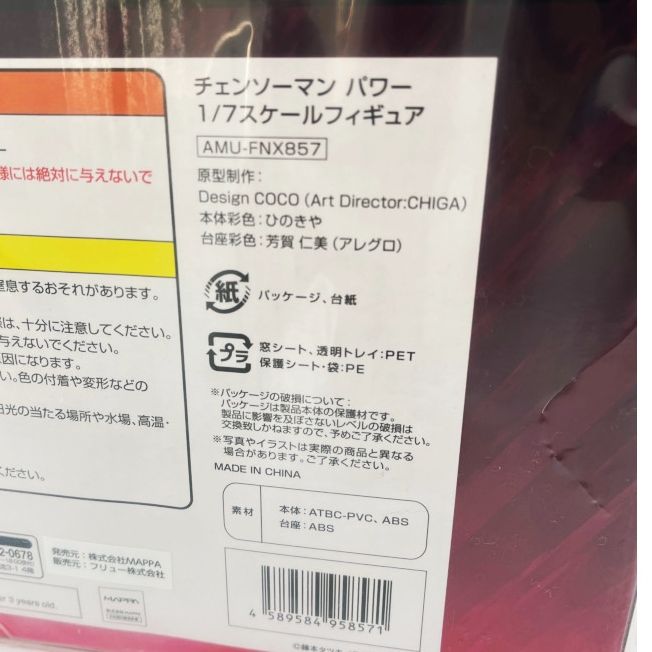 チェンソーマン パワー
1/7スケールフィギュア
AMU-FNX857
原型制作：
Design COCO (Art Director:CHIGA)
本体彩色：ひのきや
台座彩色：芳賀 仁美（アレグロ）
紙 パッケージ、台紙
プラ 窓シート、透明トレイ：PET
保護シート・袋：PE
※パッケージの破損について：
パッケージは製品本体の保護材です。
製品に影響を及ぼさないレベルの破損は
交換致しかねますので、予めご了承ください。
※写真やイラストは実際の商品と異なる
場合があります。ご了承ください。
MADE IN CHINA
素材 本体：ATBC-PVC、ABS
台座：ABS
4 589584 958571
様には絶対に与えないで
窒息するおそれがあります。
は、十分に注意してください。
与えないでください。
因になります。
い。色の付着や変形などの
日光の当たる場所や水場、高温・
ください。
2-0678
発売元：株式会社MAPPA
販売元：フリュー株式会社
er 3 years old.
MAPPA